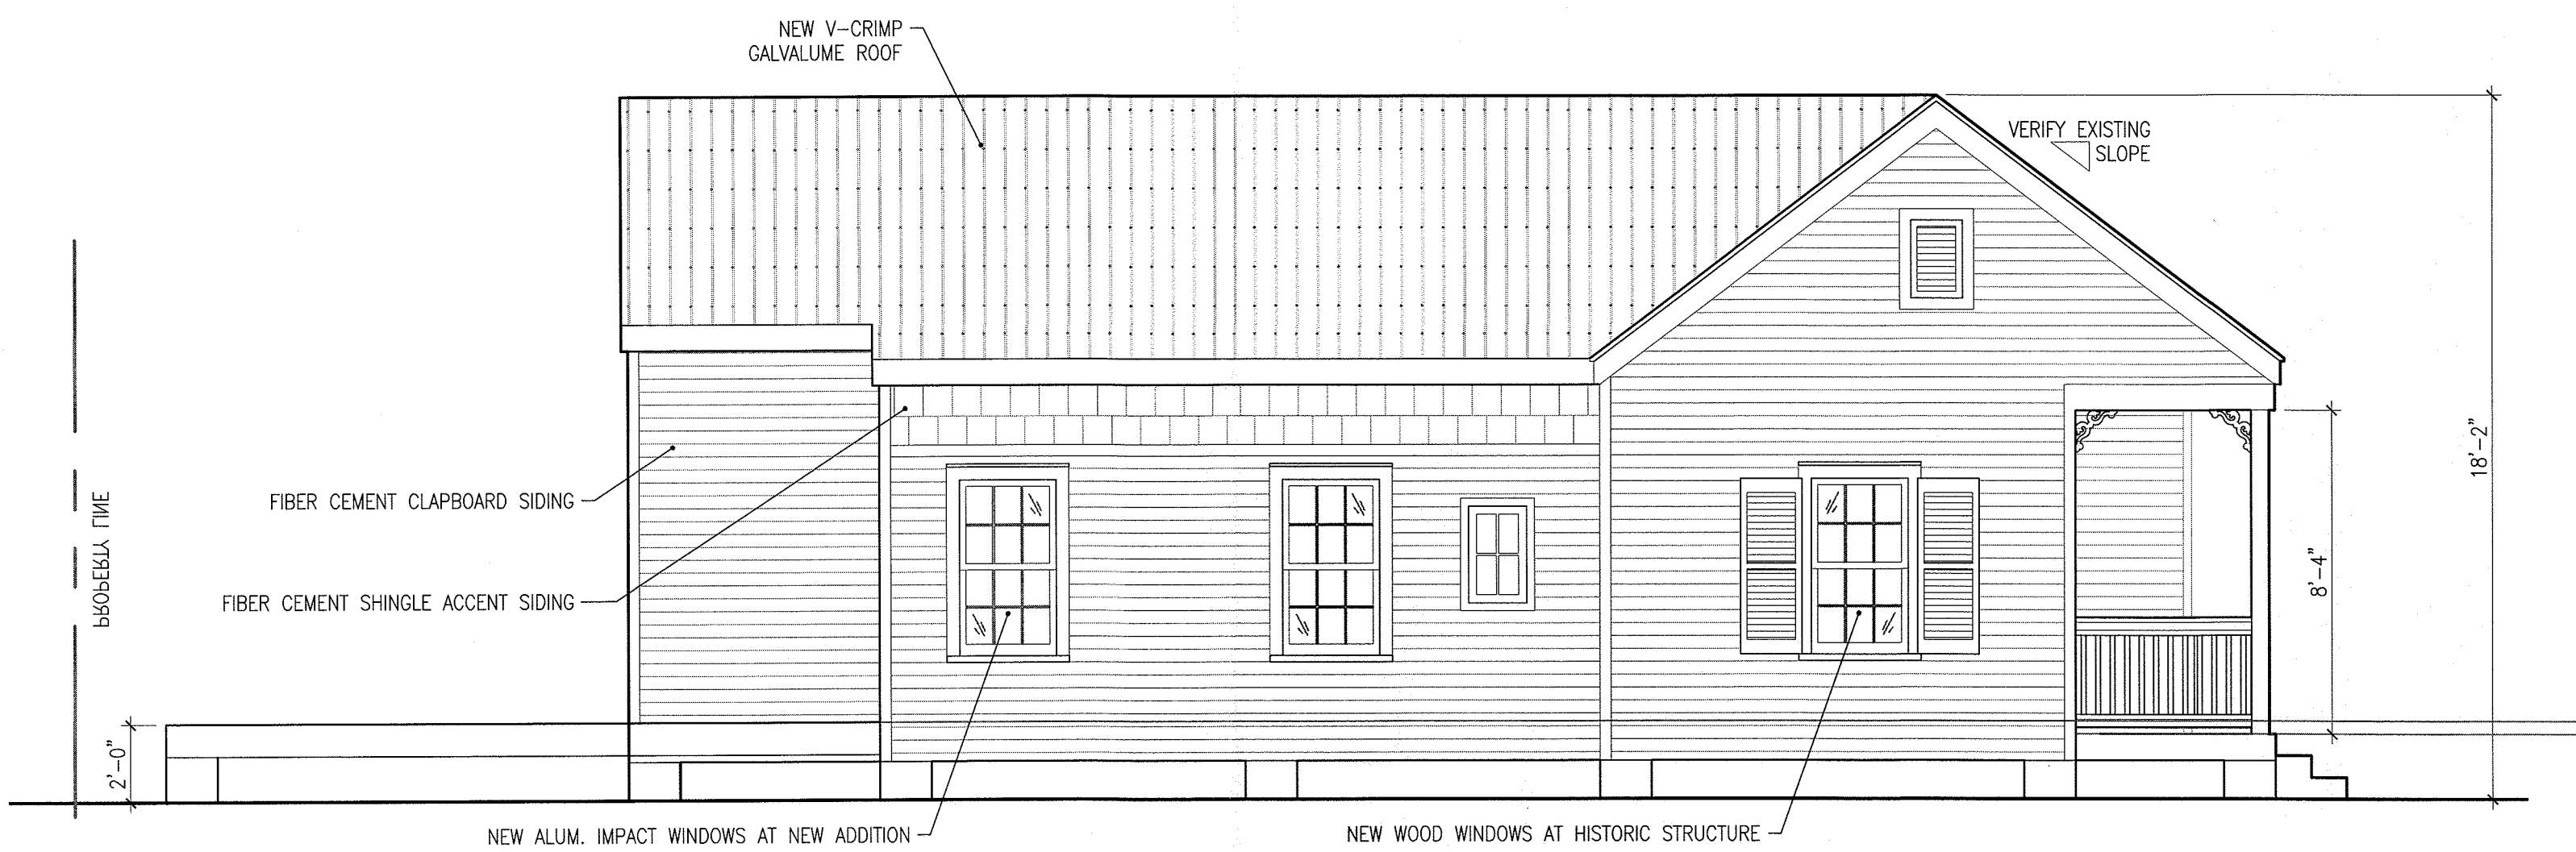 NEW V-CRIMP
GALVALUME ROOF
VERIFY EXISTING
SLOPE
18'-2"
8'-4"
FIBER CEMENT CLAPBOARD SIDING
PROPERTY LINE
FIBER CEMENT SHINGLE ACCENT SIDING
2'-0"
NEW ALUM. IMPACT WINDOWS AT NEW ADDITION
NEW WOOD WINDOWS AT HISTORIC STRUCTURE